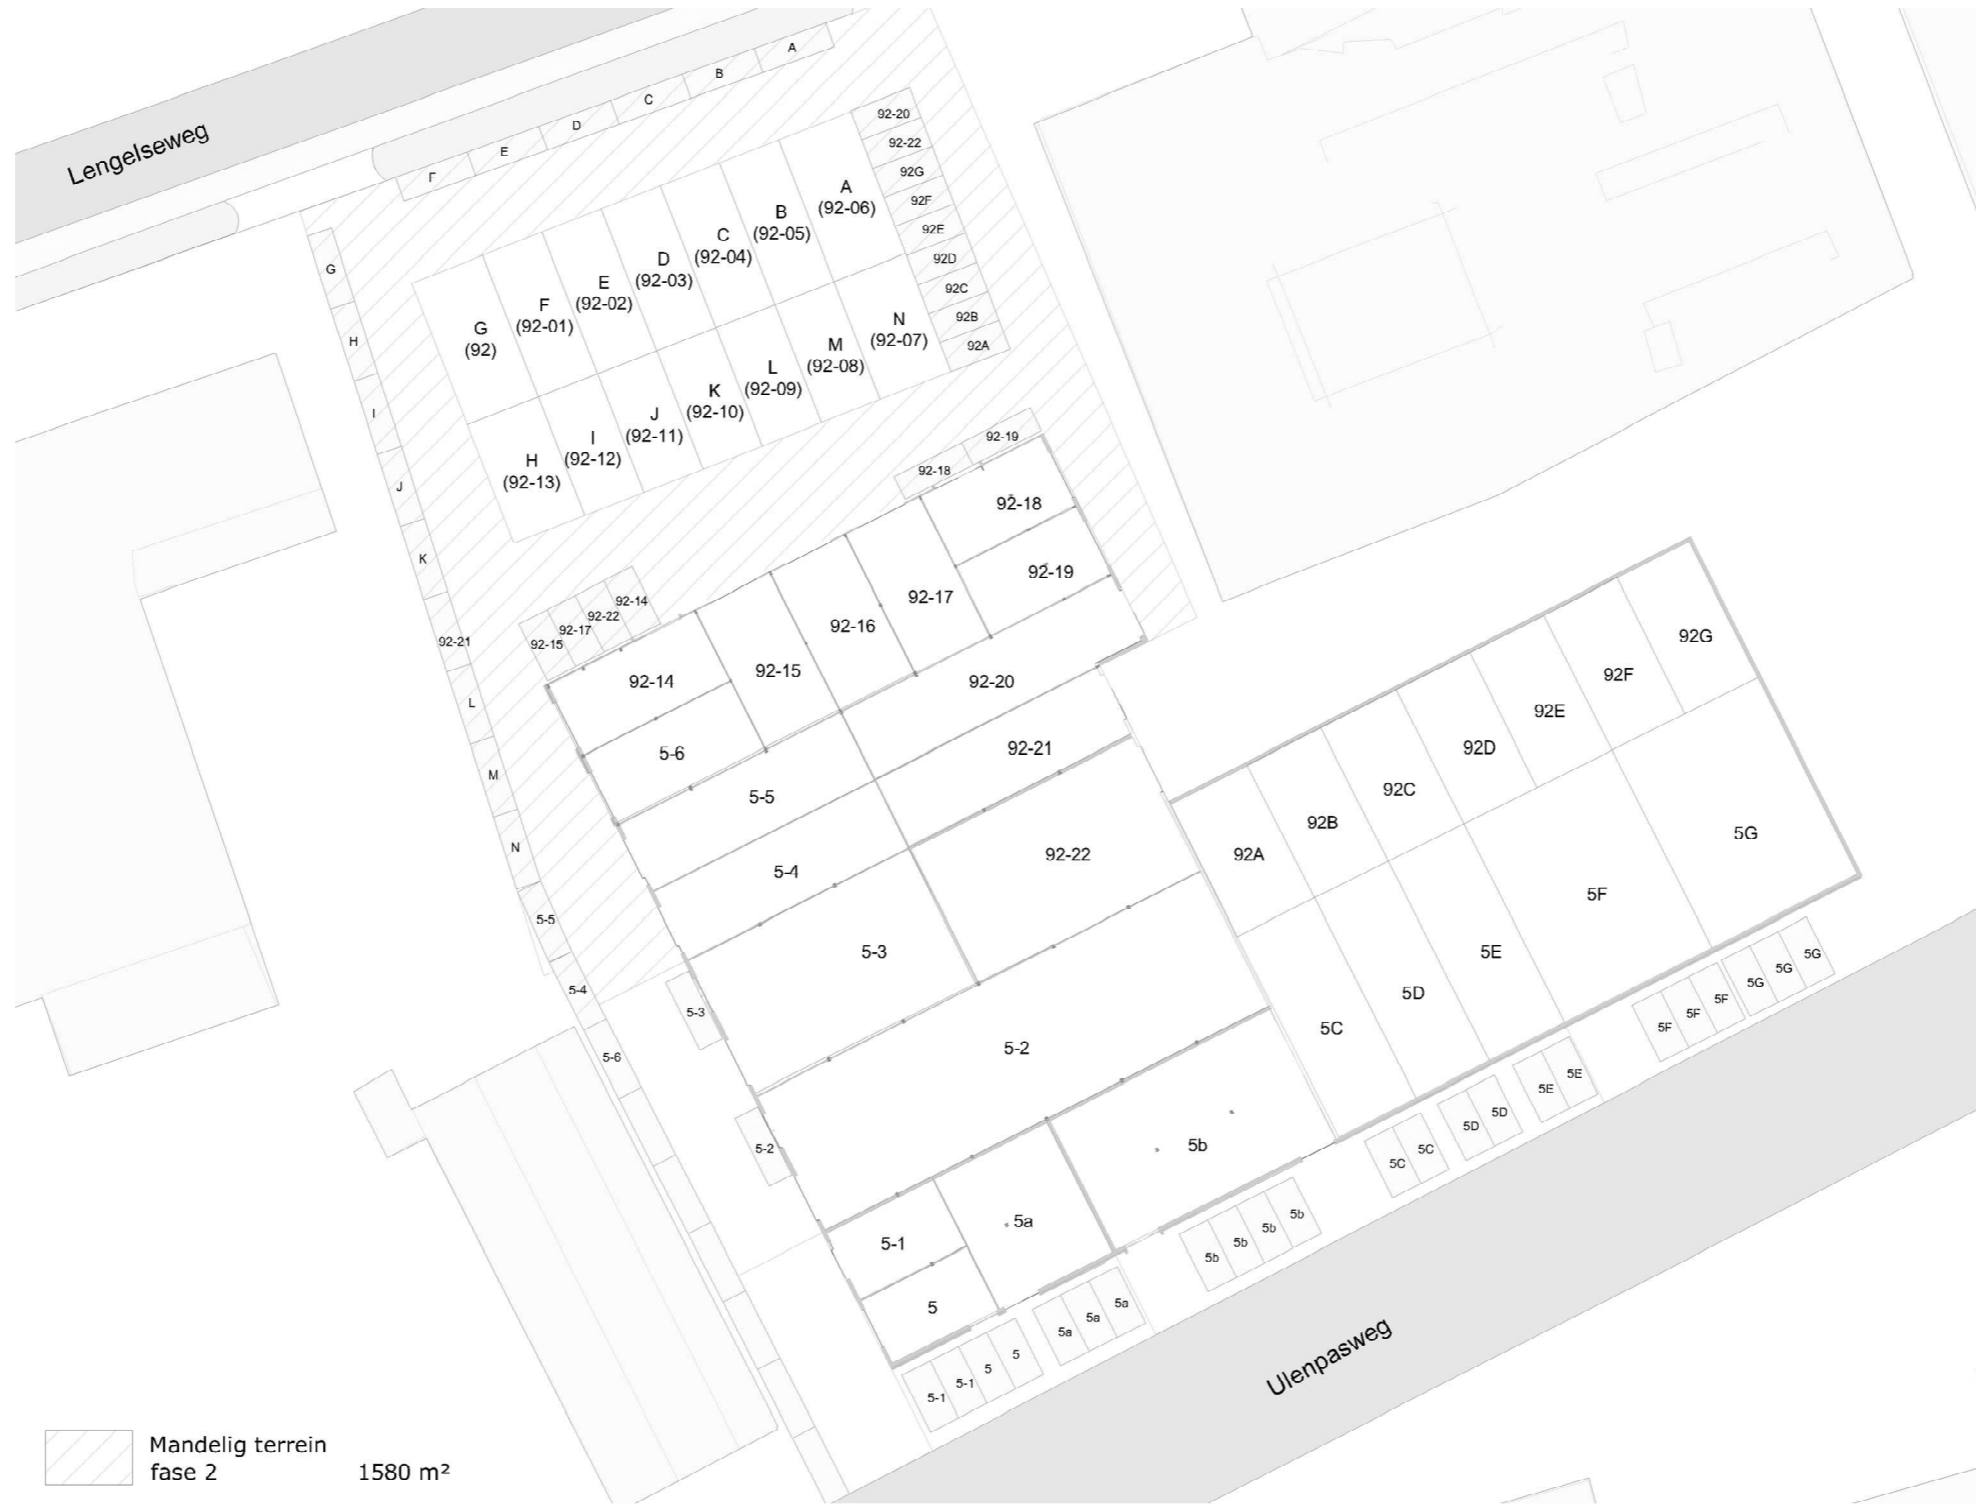 Lengelseweg
A
B
C
D
E
F
92-20
92-22
92G
92F
92E
92D
92C
92B
92A
G
H
I
J
K
92-21
L
M
N
5-5
5-4
5-6
A
(92-06)
B
(92-05)
C
(92-04)
D
(92-03)
E
(92-02)
F
(92-01)
G
(92)
N
(92-07)
M
(92-08)
L
(92-09)
K
(92-10)
J
(92-11)
I
(92-12)
H
(92-13)
92-19
92-18
92-14
92-22
92-17
92-15
92-18
92-19
92-17
92-16
92-15
92-14
5-6
92-20
92-21
5-5
5-4
92-22
5-3
5-3
5-2
5-2
5b
5a
5-1
5
92G
92F
92E
92D
92C
92B
92A
5G
5F
5E
5D
5C
5G
5G
5G
5F
5F
5F
5E
5E
5D
5D
5C
5C
5b
5b
5b
5b
5a
5a
5a
5
5
5-1
5-1
Ulenpasweg
Mandelig terrein
fase 2 1580 m²